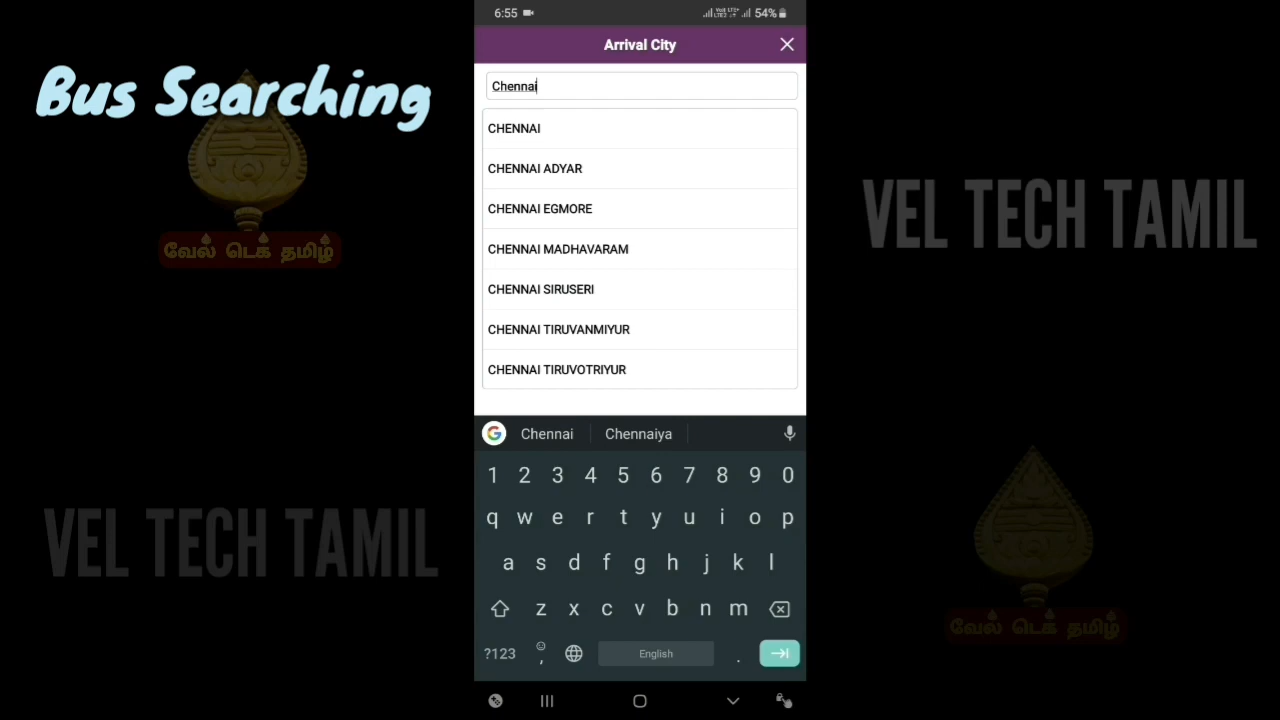 Bus Searching
வேல் டெக் தமிழ்
VEL TECH TAMIL
6:55
54%
Arrival City
Chennai
CHENNAI
CHENNAI ADYAR
CHENNAI EGMORE
CHENNAI MADHAVARAM
CHENNAI SIRUSERI
CHENNAI TIRUVANMIYUR
CHENNAI TIRUVOTRIYUR
Chennai Chennaiya
1 2 3 4 5 6 7 8 9 0
q w e r t y u i o p
a s d f g h j k l
z x c v b n m
?123 , English .
VEL TECH TAMIL
வேல் டெக் தமிழ்